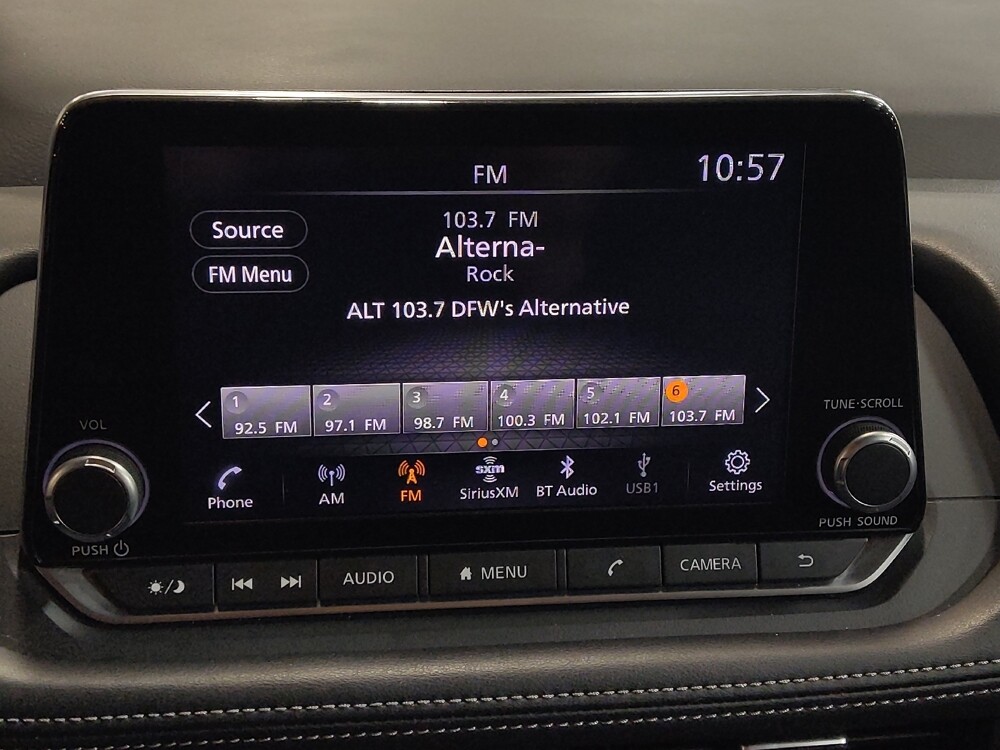 FM
10:57
Source
FM Menu
103.7 FM
Alterna-
Rock
ALT 103.7 DFW's Alternative
1
92.5 FM
2
97.1 FM
3
98.7 FM
4
100.3 FM
5
102.1 FM
6
103.7 FM
VOL
PUSH
TUNE·SCROLL
PUSH SOUND
Phone
AM
FM
sxm
SiriusXM
BT Audio
USB1
Settings
AUDIO
MENU
CAMERA